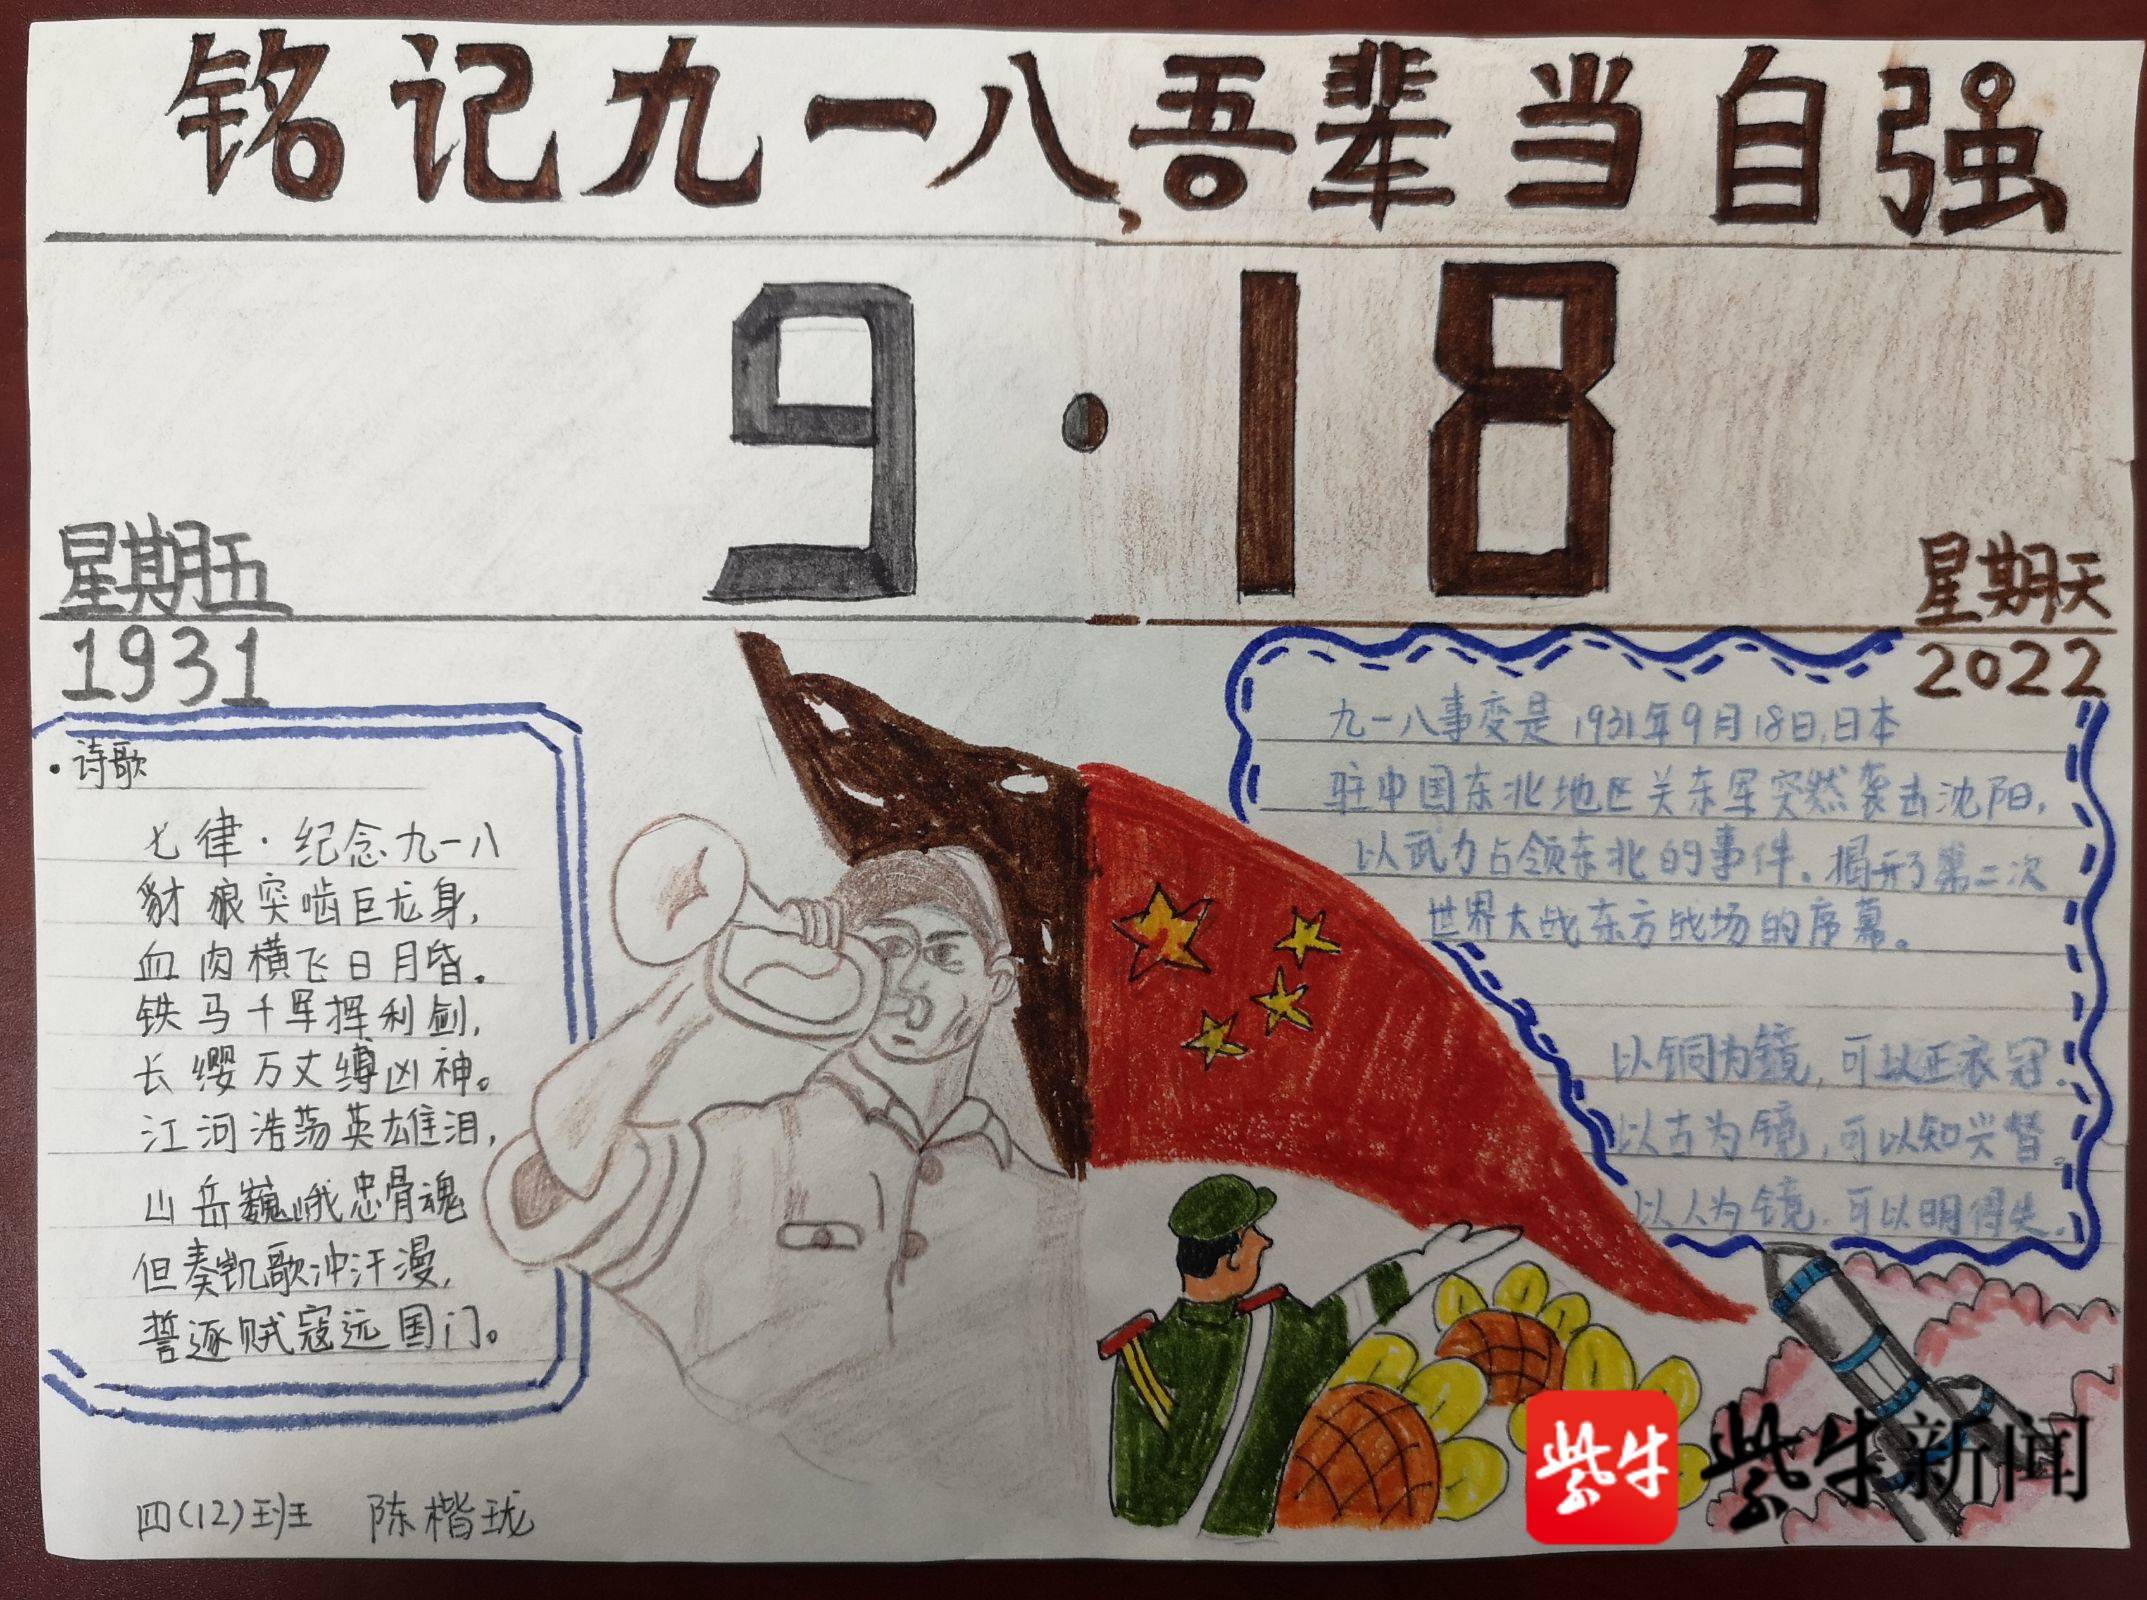 铭记九一八,吾辈当自强
9·18
星期五
1931
星期天
2022
·诗歌
七律·纪念九一八
豺狼突啮巨龙身,
血肉横飞日月昏。
铁马千军挥利剑,
长缨万丈缚凶神。
江河浩荡英雄泪,
山岳巍峨忠骨魂
但奏凯歌冲汗漫,
誓逐贼寇远国门。
九一八事变是1931年9月18日,日本
驻中国东北地区关东军突然袭击沈阳,
以武力占领东北的事件。揭开了第二次
世界大战东方战场的序幕。
以铜为镜,可以正衣冠.
以古为镜,可以知兴替。
以人为镜.可以明得失.
四(12)班 陈楷珑
紫牛 紫牛新闻